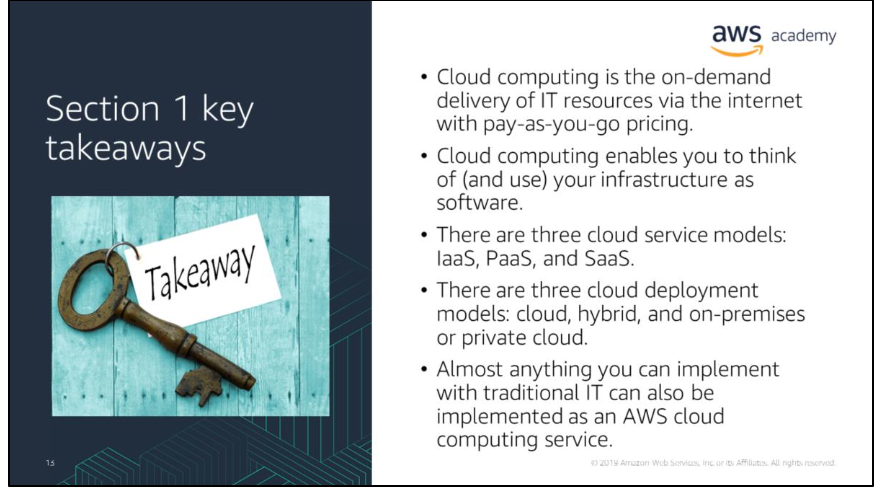 aws academy
Section 1 key
takeaways
Takeaway
• Cloud computing is the on-demand
delivery of IT resources via the internet
with pay-as-you-go pricing.
• Cloud computing enables you to think
of (and use) your infrastructure as
software.
• There are three cloud service models:
IaaS, PaaS, and SaaS.
• There are three cloud deployment
models: cloud, hybrid, and on-premises
or private cloud.
• Almost anything you can implement
with traditional IT can also be
implemented as an AWS cloud
computing service.
13
© 2019 Amazon Web Services, Inc. or its Affiliates. All rights reserved.